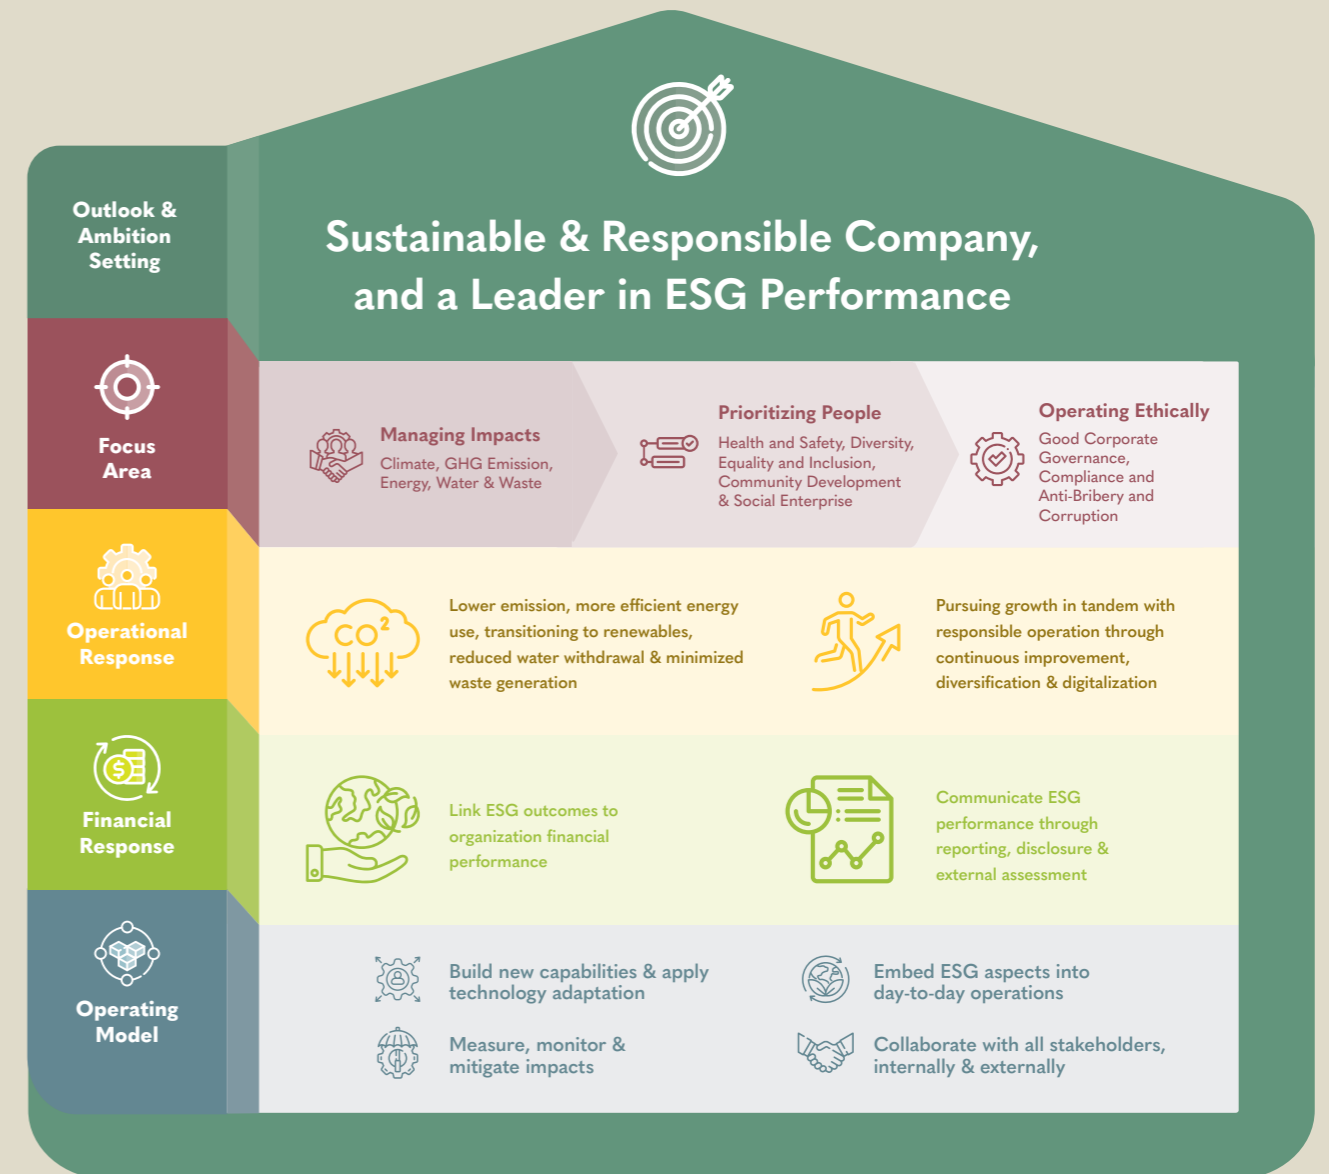 Outlook &
Ambition
Setting
Sustainable & Responsible Company,
and a Leader in ESG Performance
Focus
Area
Managing Impacts
Climate, GHG Emission,
Energy, Water & Waste
Prioritizing People
Health and Safety, Diversity,
Equality and Inclusion,
Community Development
& Social Enterprise
Operating Ethically
Good Corporate
Governance,
Compliance and
Anti-Bribery and
Corruption
Operational
Response
CO²
Lower emission, more efficient energy
use, transitioning to renewables,
reduced water withdrawal & minimized
waste generation
Pursuing growth in tandem with
responsible operation through
continuous improvement,
diversification & digitalization
$
Financial
Response
Link ESG outcomes to
organization financial
performance
Communicate ESG
performance through
reporting, disclosure &
external assessment
Operating
Model
Build new capabilities & apply
technology adaptation
Embed ESG aspects into
day-to-day operations
Measure, monitor &
mitigate impacts
Collaborate with all stakeholders,
internally & externally